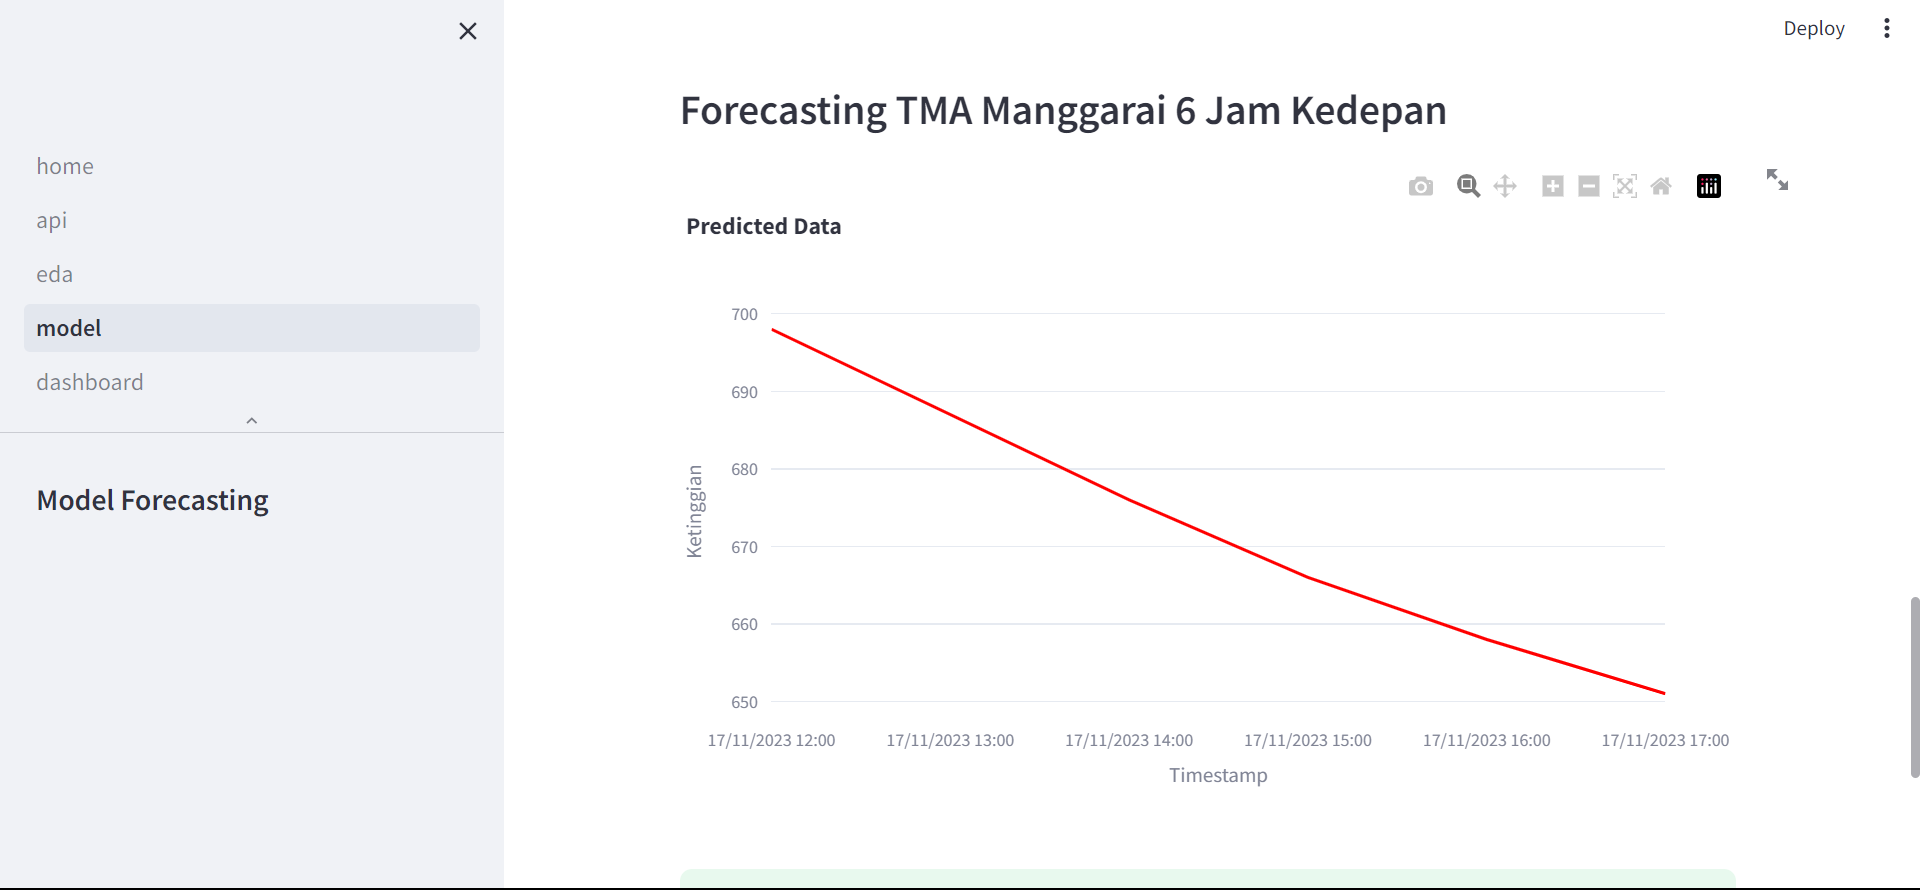 Deploy
home
api
eda
model
dashboard
Model Forecasting
Forecasting TMA Manggarai 6 Jam Kedepan
Predicted Data
700
690
680
670
660
650
Ketinggian
17/11/2023 12:00
17/11/2023 13:00
17/11/2023 14:00
17/11/2023 15:00
17/11/2023 16:00
17/11/2023 17:00
Timestamp